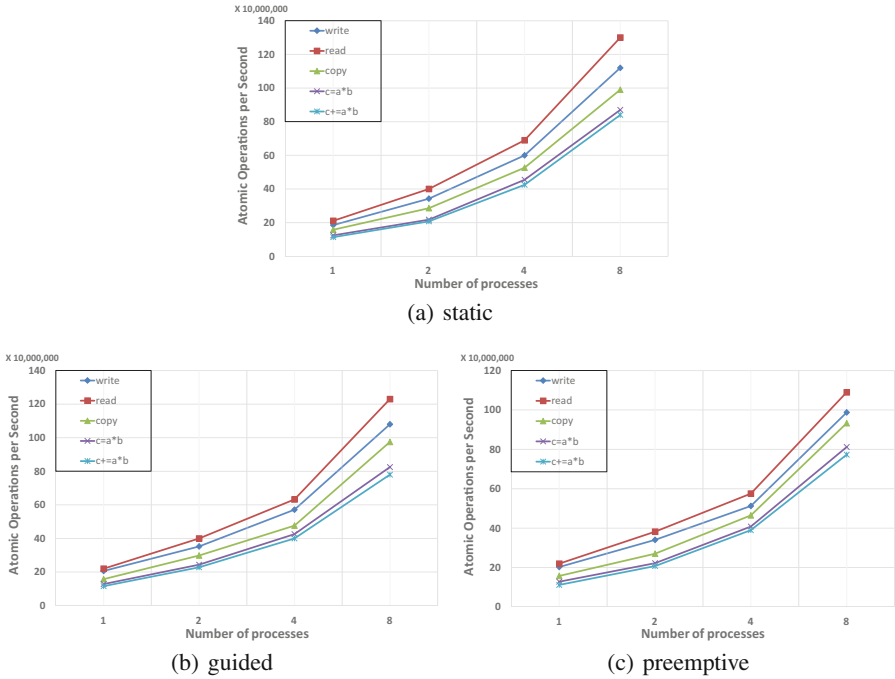 X 10,000,000
140
120
100
80
60
40
20
0
Atomic Operations per Second
write
read
copy
c=a*b
c+=a*b
1 2 4 8
Number of processes
(a) static
X 10,000,000
140
120
100
80
60
40
20
0
Atomic Operations per Second
write
read
copy
c=a*b
c+=a*b
1 2 4 8
Number of processes
(b) guided
X 10,000,000
120
100
80
60
40
20
0
Atomic Operations per Second
write
read
copy
c=a*b
c+=a*b
1 2 4 8
Number of processes
(c) preemptive